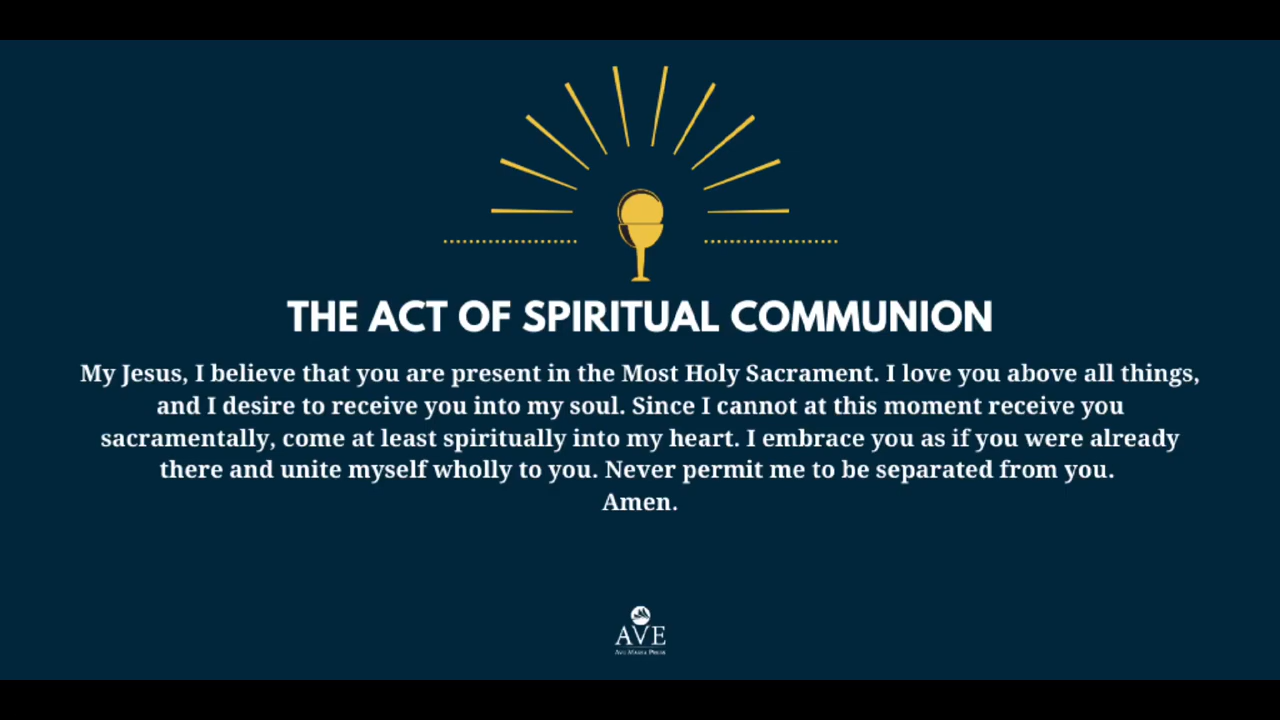 THE ACT OF SPIRITUAL COMMUNION
My Jesus, I believe that you are present in the Most Holy Sacrament. I love you above all things,
and I desire to receive you into my soul. Since I cannot at this moment receive you
sacramentally, come at least spiritually into my heart. I embrace you as if you were already
there and unite myself wholly to you. Never permit me to be separated from you.
Amen.
AVE
Ave Maria Press